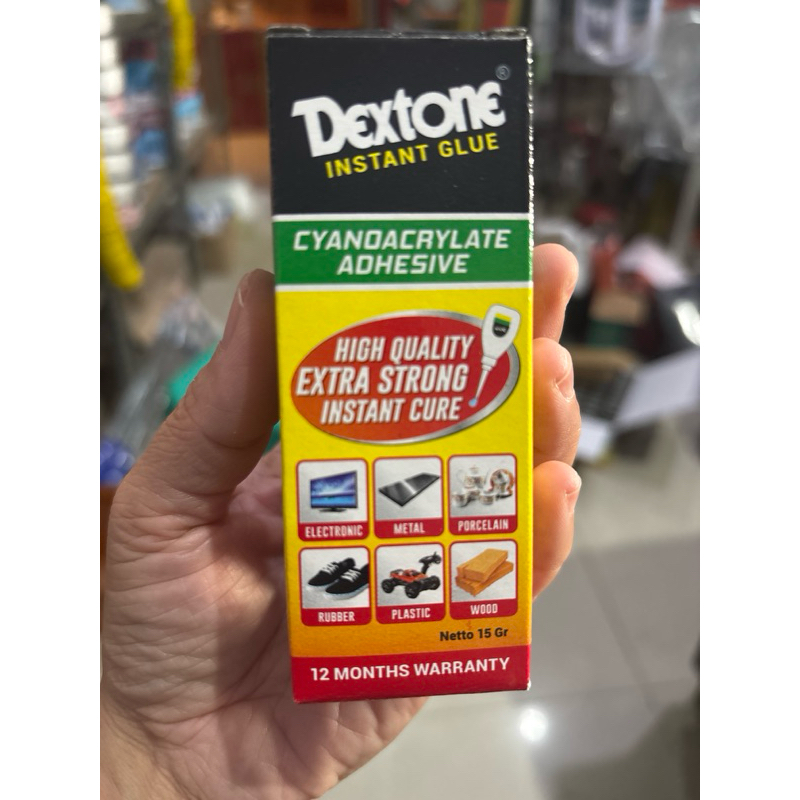 Dextone®
INSTANT GLUE
CYANOACRYLATE
ADHESIVE
HIGH QUALITY
EXTRA STRONG
INSTANT CURE
ELECTRONIC
METAL
PORCELAIN
RUBBER
PLASTIC
WOOD
Netto 15 Gr
12 MONTHS WARRANTY